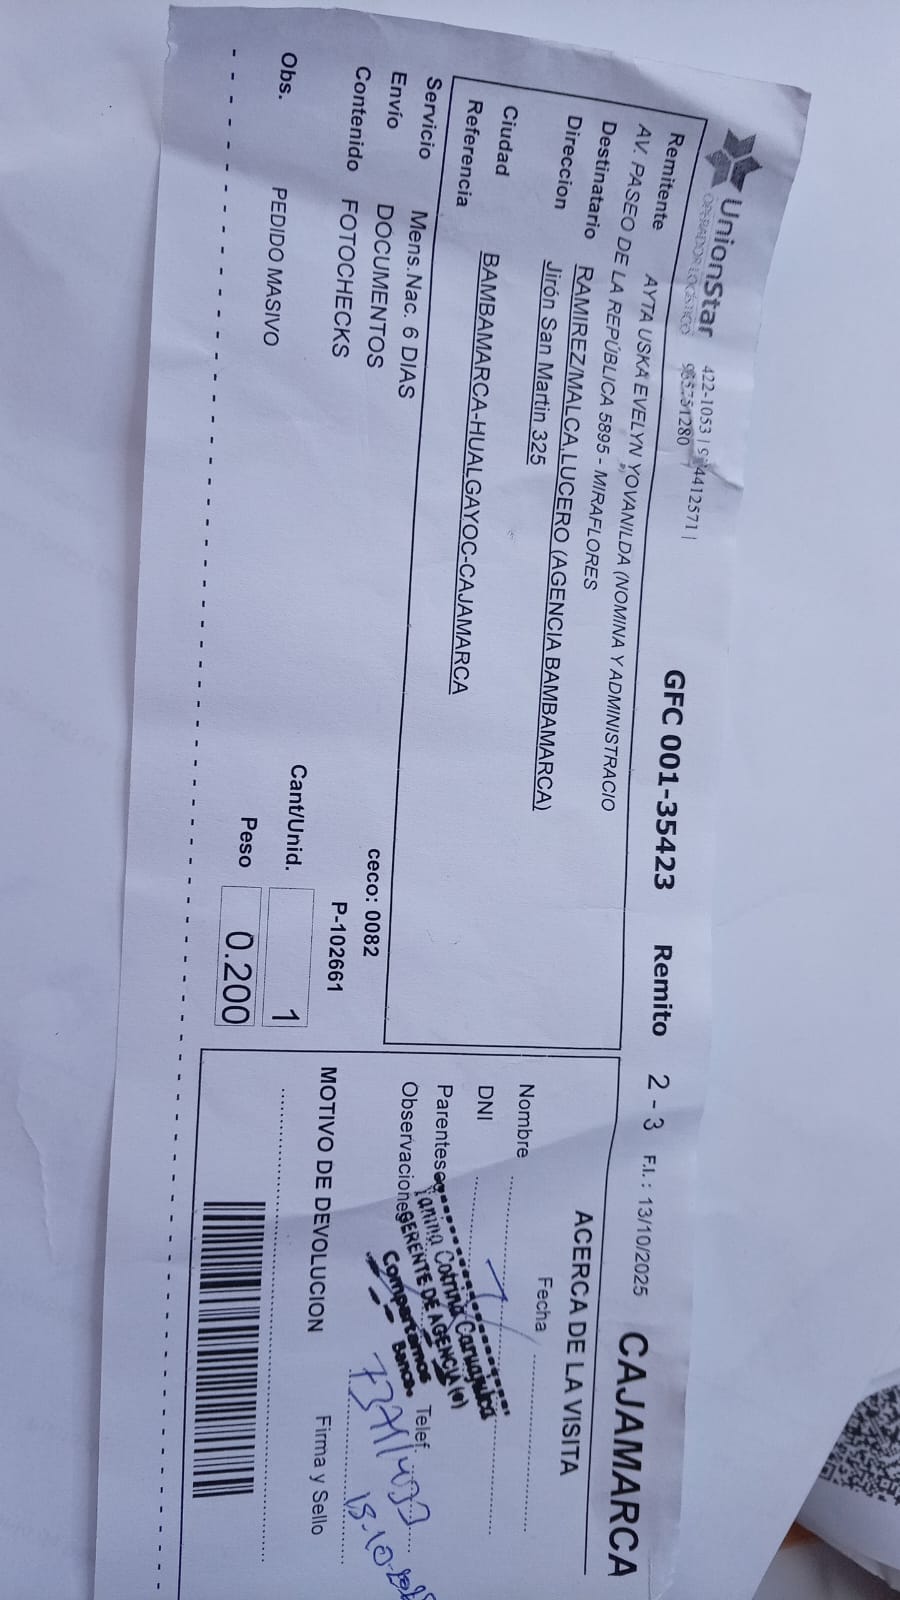 UnionStar
OPERADOR LOGÍSTICO
422-1053 | 4412571 |
GFC 001-35423 Remito 2 - 3 F.I. : 13/10/2025 CAJAMARCA
Remitente AYTA USKA EVELYN YOVANILDA (NOMINA Y ADMINISTRACIO
AV. PASEO DE LA REPÚBLICA 5895 - MIRAFLORES
Destinatario RAMIREZ/MALCA,LUCERO (AGENCIA BAMBAMARCA)
Direccion Jirón San Martin 325
Ciudad BAMBAMARCA-HUALGAYOC-CAJAMARCA
Referencia
Servicio Mens.Nac. 6 DIAS
Envío DOCUMENTOS
Contenido FOTOCHECKS
Obs. PEDIDO MASIVO
ceco: 0082
P-102661
Cant/Unid. 1
Peso 0.200
ACERCA DE LA VISITA
Fecha
Nombre
DNI
Parentesco
Observaciones
Telef.
GERENTE DE AGENCIA (e)
Compartamos
Banco
MOTIVO DE DEVOLUCION
Firma y Sello